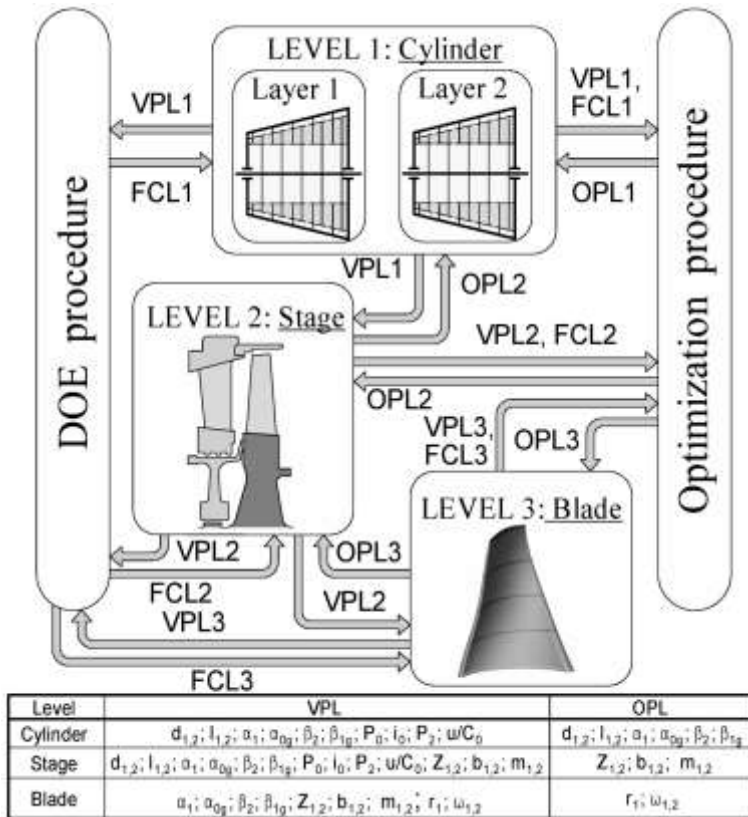 LEVEL 1: Cylinder
Layer 1
Layer 2
VPL1
FCL1
VPL1,
FCL1
OPL1
DOE procedure
Optimization procedure
VPL1
OPL2
LEVEL 2: Stage
VPL2, FCL2
OPL2
VPL3,
FCL3
OPL3
LEVEL 3: Blade
VPL2
OPL3
FCL2
VPL2
VPL3
FCL3
Level VPL OPL
Cylinder d1,2; l1,2; α1; α0g; β2; β1g; P0; i0; P2; u/C0 d1,2; l1,2; α1; α0g; β2; β1g
Stage d1,2; l1,2; α1; α0g; β2; β1g; P0; i0; P2; u/C0; Z1,2; b1,2; m1,2 Z1,2; b1,2; m1,2
Blade α1; α0g; β2; β1g; Z1,2; b1,2; m1,2; r1; ω1,2 r1; ω1,2